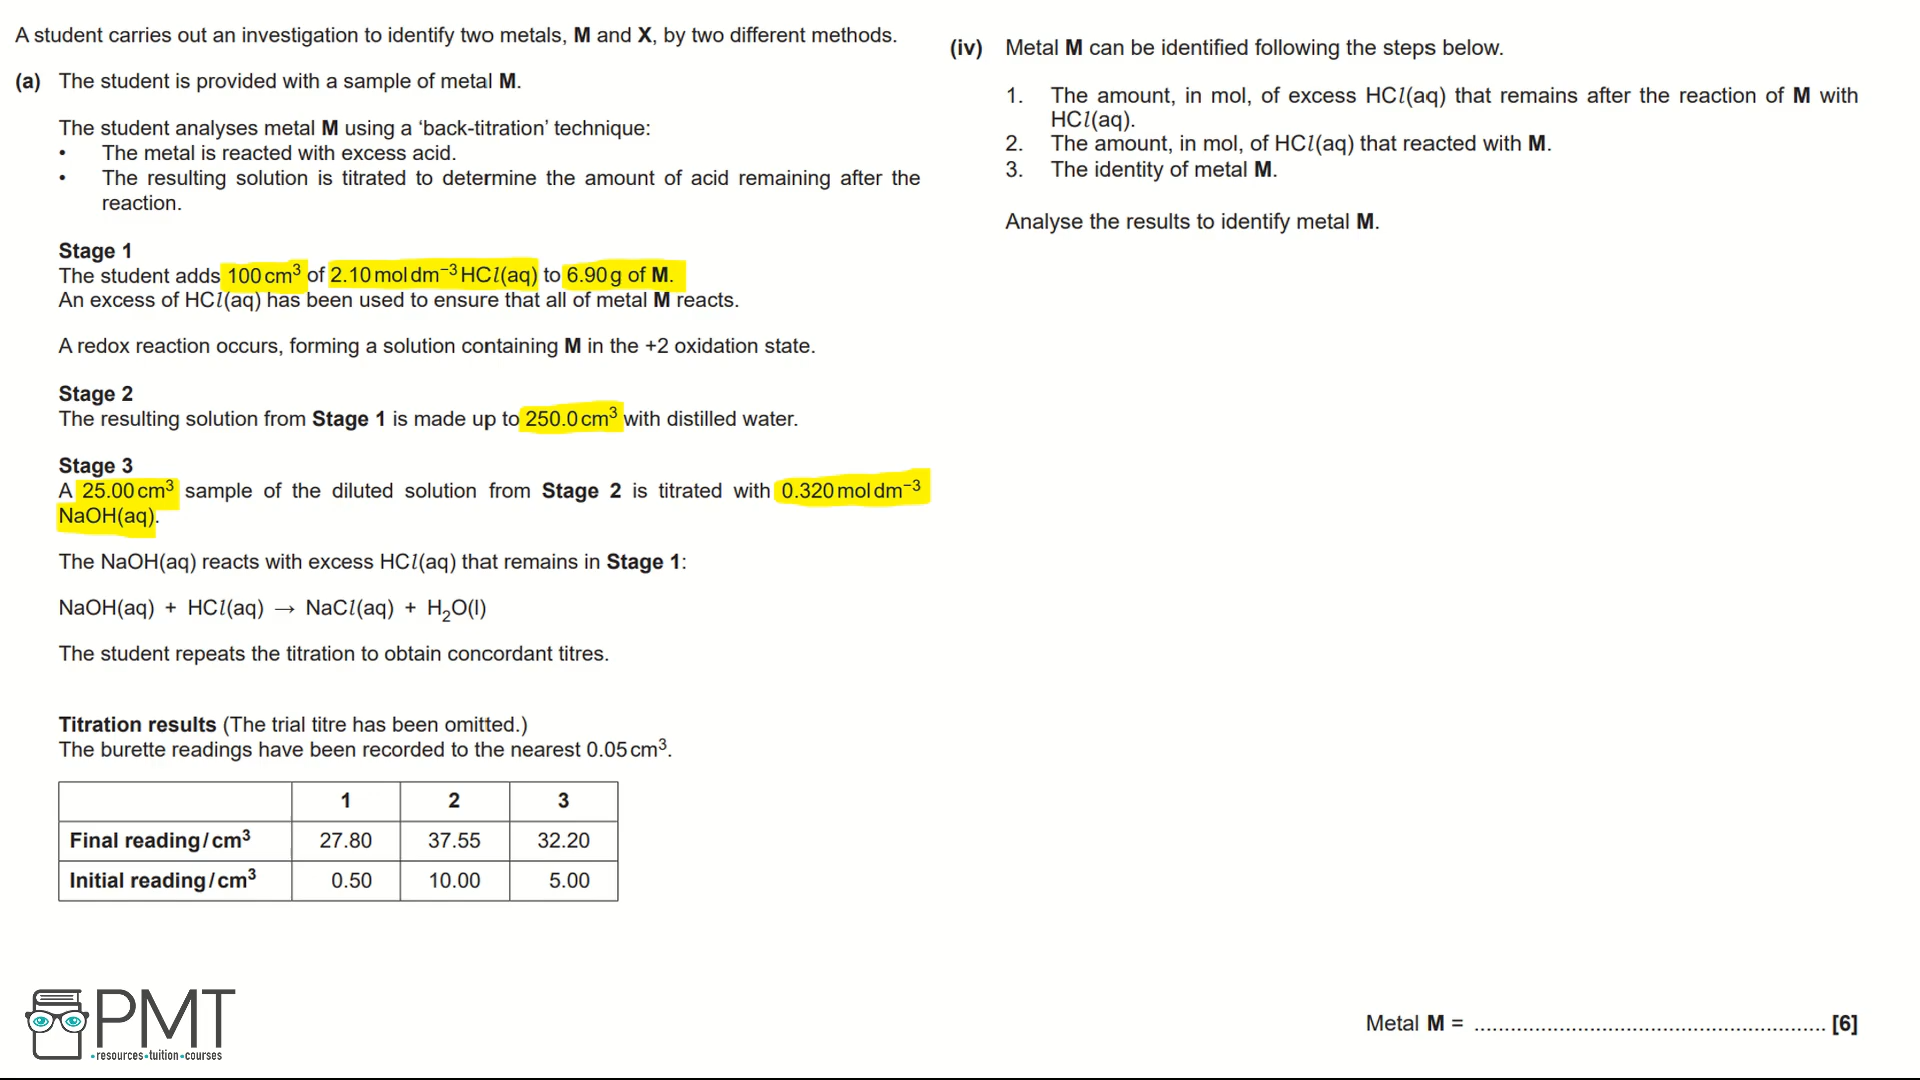 A student carries out an investigation to identify two metals, M and X, by two different methods.
(a) The student is provided with a sample of metal M.
The student analyses metal M using a ‘back-titration’ technique:
• The metal is reacted with excess acid.
• The resulting solution is titrated to determine the amount of acid remaining after the
reaction.
Stage 1
The student adds 100 cm³ of 2.10 mol dm⁻³ HCl(aq) to 6.90 g of M.
An excess of HCl(aq) has been used to ensure that all of metal M reacts.
A redox reaction occurs, forming a solution containing M in the +2 oxidation state.
Stage 2
The resulting solution from Stage 1 is made up to 250.0 cm³ with distilled water.
Stage 3
A 25.00 cm³ sample of the diluted solution from Stage 2 is titrated with 0.320 mol dm⁻³
NaOH(aq).
The NaOH(aq) reacts with excess HCl(aq) that remains in Stage 1:
NaOH(aq) + HCl(aq) → NaCl(aq) + H₂O(l)
The student repeats the titration to obtain concordant titres.
Titration results (The trial titre has been omitted.)
The burette readings have been recorded to the nearest 0.05 cm³.
1 2 3
Final reading / cm³ 27.80 37.55 32.20
Initial reading / cm³ 0.50 10.00 5.00
PMT
•resources•tuition•courses
(iv) Metal M can be identified following the steps below.
1. The amount, in mol, of excess HCl(aq) that remains after the reaction of M with
HCl(aq).
2. The amount, in mol, of HCl(aq) that reacted with M.
3. The identity of metal M.
Analyse the results to identify metal M.
Metal M = .......................................................... [6]